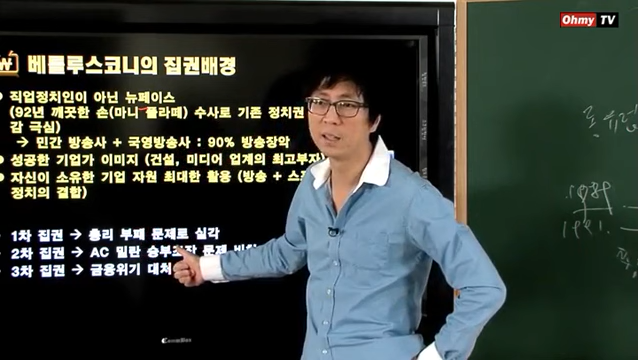 Ohmy TV
베를루스코니의 집권배경
직업정치인이 아닌 뉴페이스
(92년 깨끗한 손(마니 풀리떼) 수사로 기존 정치권
감 극심)
→ 민간 방송사 + 국영방송사 : 90% 방송장악
성공한 기업가 이미지 (건설, 미디어 업계의 최고부자
자신이 소유한 기업 자원 최대한 활용 (방송 + 스
정치의 결합)
1차 집권 → 총리 부패 문제로 실각
2차 집권 → AC 밀란 승부조작 문제
3차 집권 → 금융위기 대처
1989
1991.